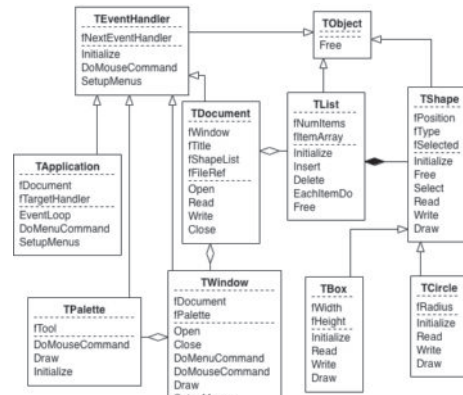 TEventHandler
fNextEventHandler
Initialize
DoMouseCommand
SetupMenus
TObject
Free
TDocument
fWindow
fTitle
fShapeList
fFileRef
Open
Read
Write
Close
TList
fNumItems
fItemArray
Initialize
Insert
Delete
EachItemDo
Free
TShape
fPosition
fType
fSelected
Initialize
Free
Select
Read
Write
Draw
TApplication
fDocument
fTargetHandler
EventLoop
DoMenuCommand
SetupMenus
TPalette
fTool
DoMouseCommand
Draw
Initialize
TWindow
fDocument
fPalette
Open
Close
DoMenuCommand
DoMouseCommand
Draw
TBox
fWidth
fHeight
Initialize
Read
Write
Draw
TCircle
fRadius
Initialize
Read
Write
Draw